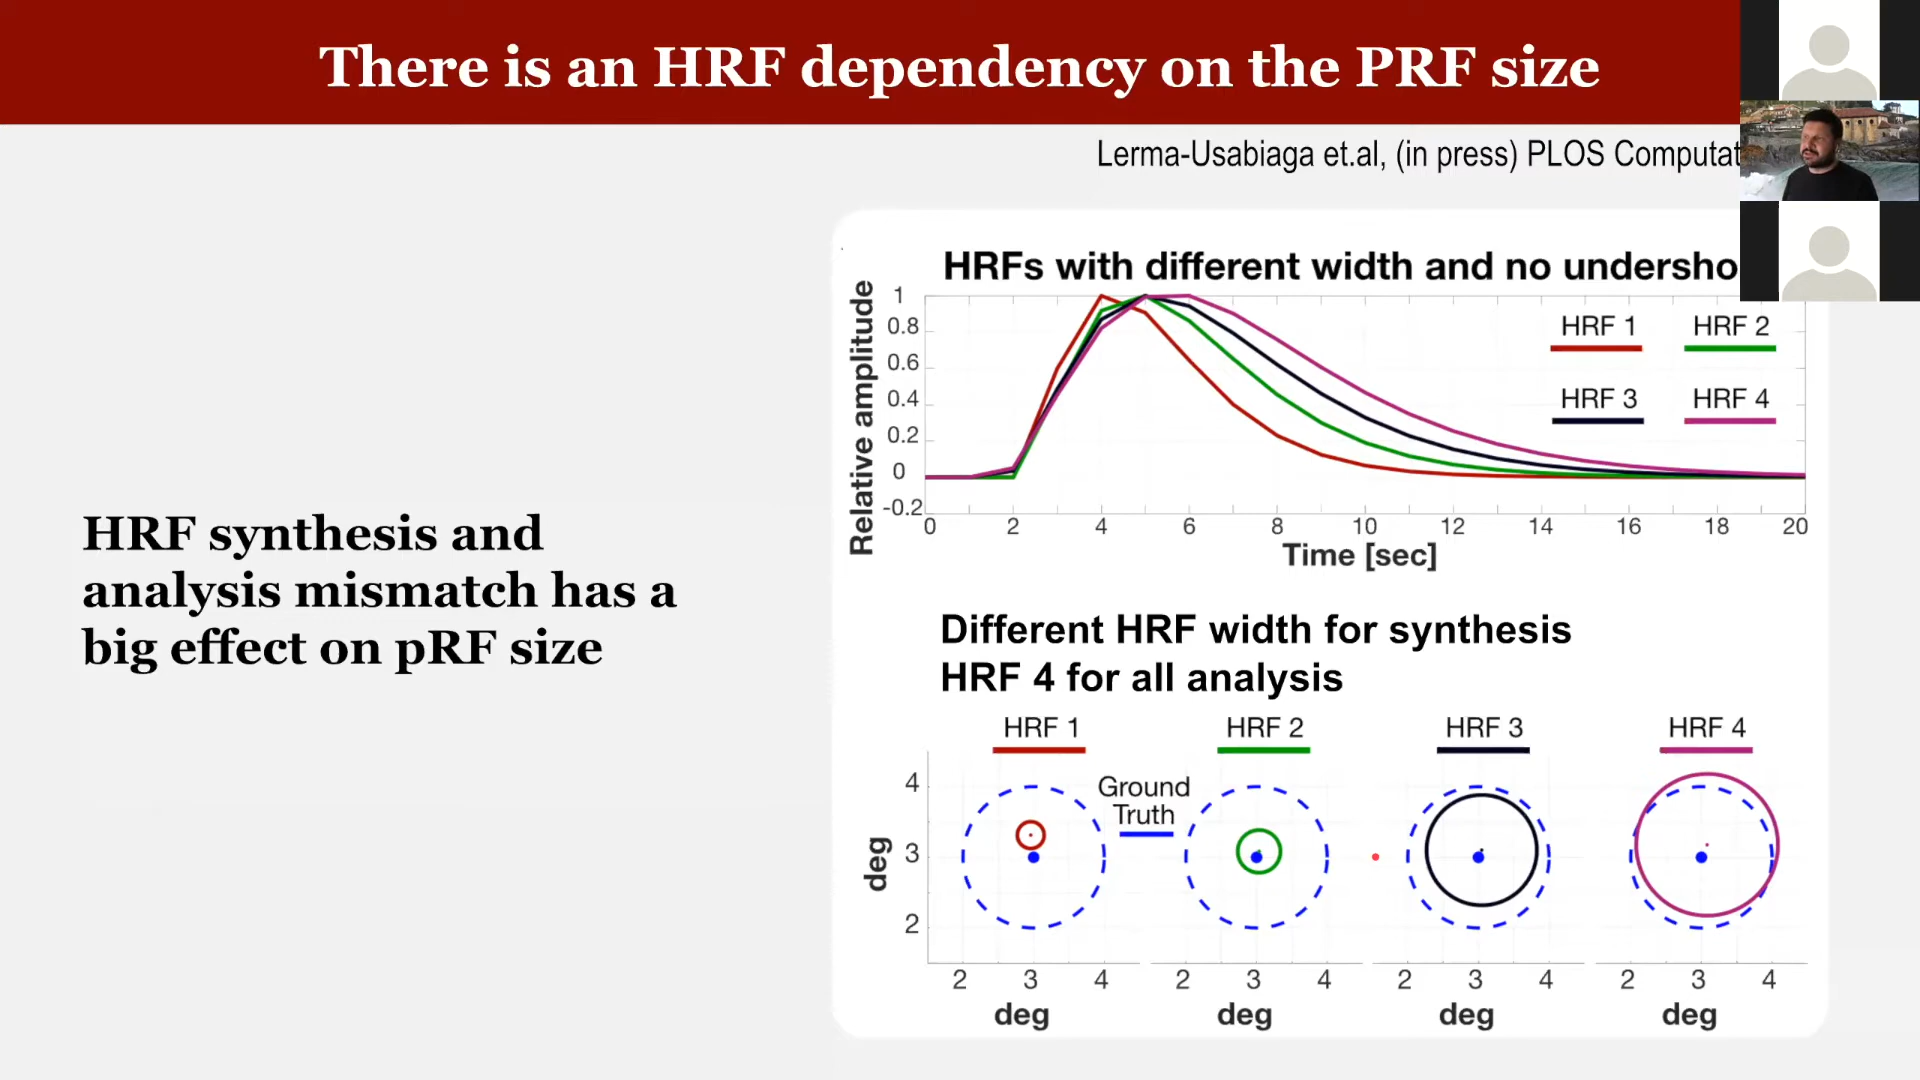 There is an HRF dependency on the PRF size
Lerma-Usabiaga et.al, (in press) PLOS Computat
HRF synthesis and
analysis mismatch has a
big effect on pRF size
HRFs with different width and no undersho
Relative amplitude
1
0.8
0.6
0.4
0.2
0
-0.2
HRF 1 HRF 2
HRF 3 HRF 4
0 2 4 6 8 10 12 14 16 18 20
Time [sec]
Different HRF width for synthesis
HRF 4 for all analysis
HRF 1 HRF 2 HRF 3 HRF 4
Ground
Truth
deg
4
3
2
2 3 4 2 3 4 2 3 4 2 3 4
deg deg deg deg